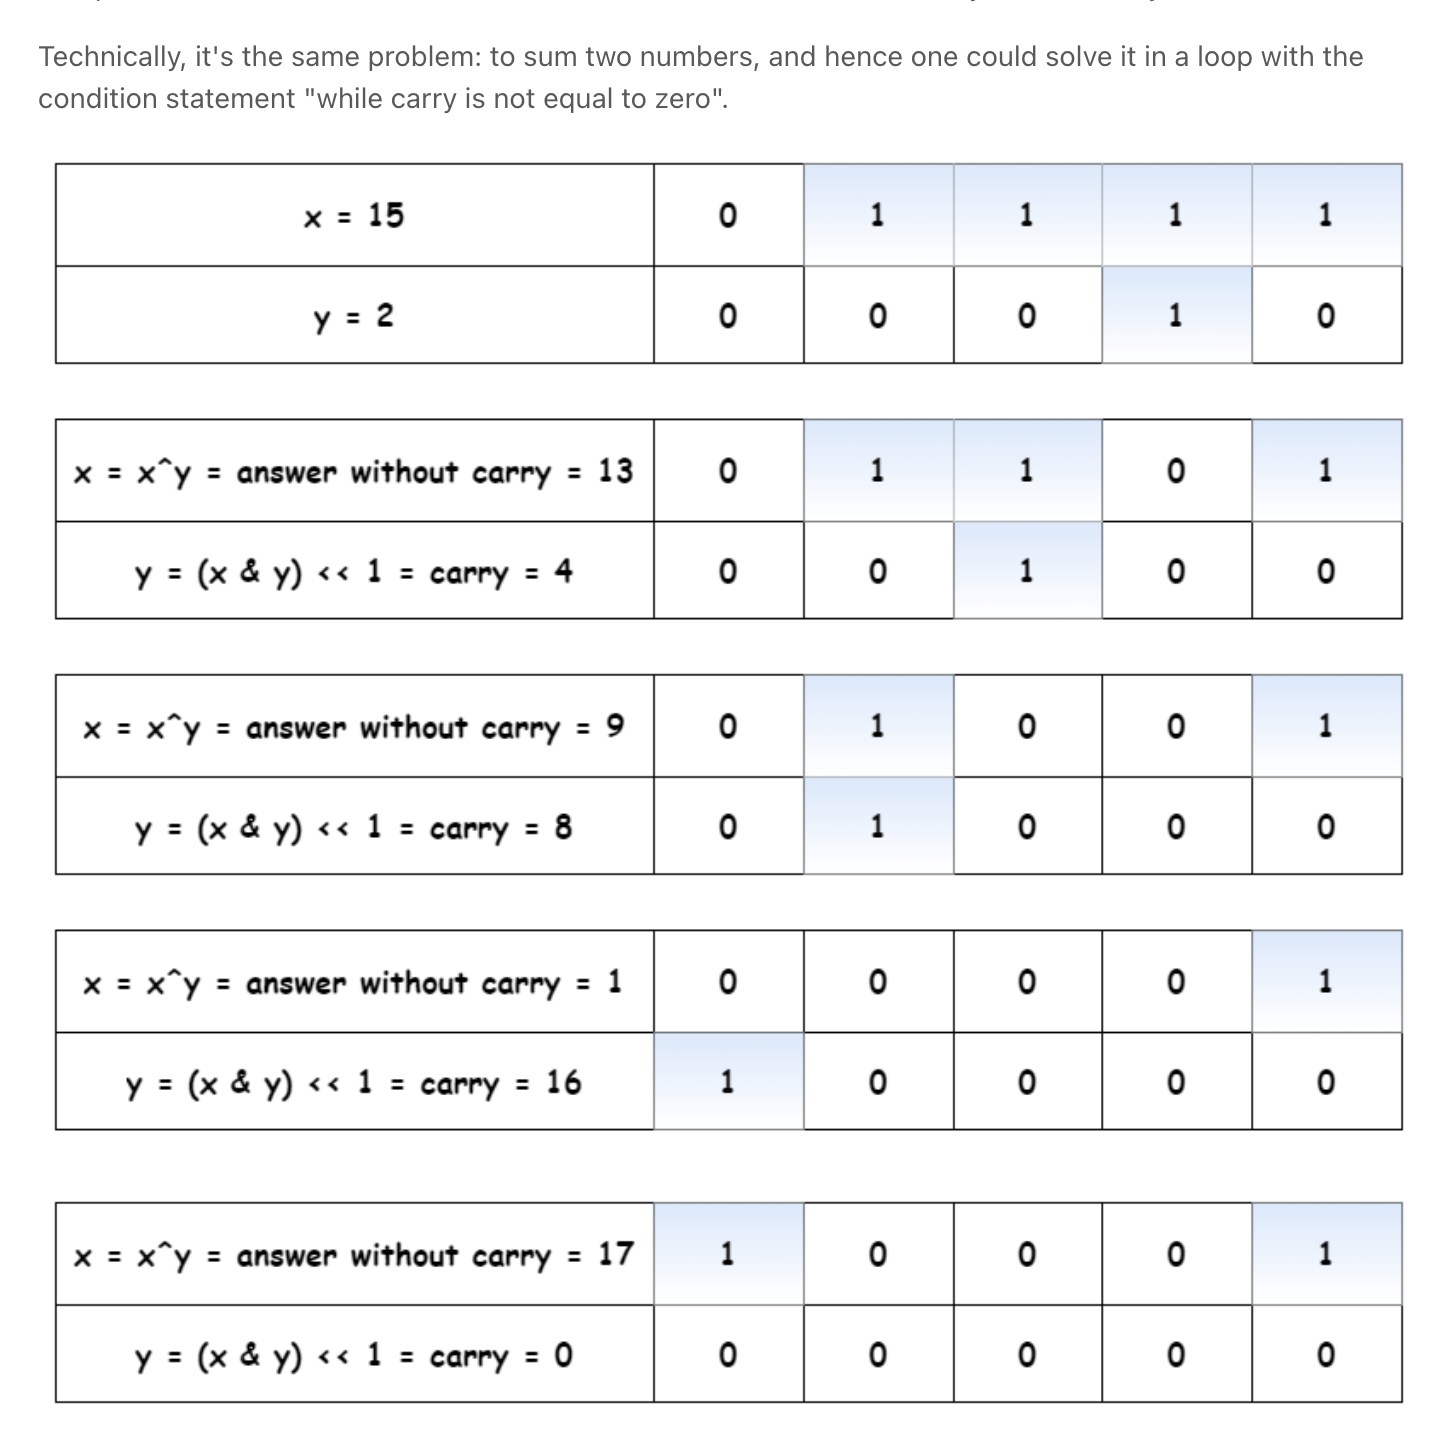 Technically, it's the same problem: to sum two numbers, and hence one could solve it in a loop with the
condition statement "while carry is not equal to zero".
x = 15 0 1 1 1 1
y = 2 0 0 0 1 0
x = x^y = answer without carry = 13 0 1 1 0 1
y = (x & y) << 1 = carry = 4 0 0 1 0 0
x = x^y = answer without carry = 9 0 1 0 0 1
y = (x & y) << 1 = carry = 8 0 1 0 0 0
x = x^y = answer without carry = 1 0 0 0 0 1
y = (x & y) << 1 = carry = 16 1 0 0 0 0
x = x^y = answer without carry = 17 1 0 0 0 1
y = (x & y) << 1 = carry = 0 0 0 0 0 0